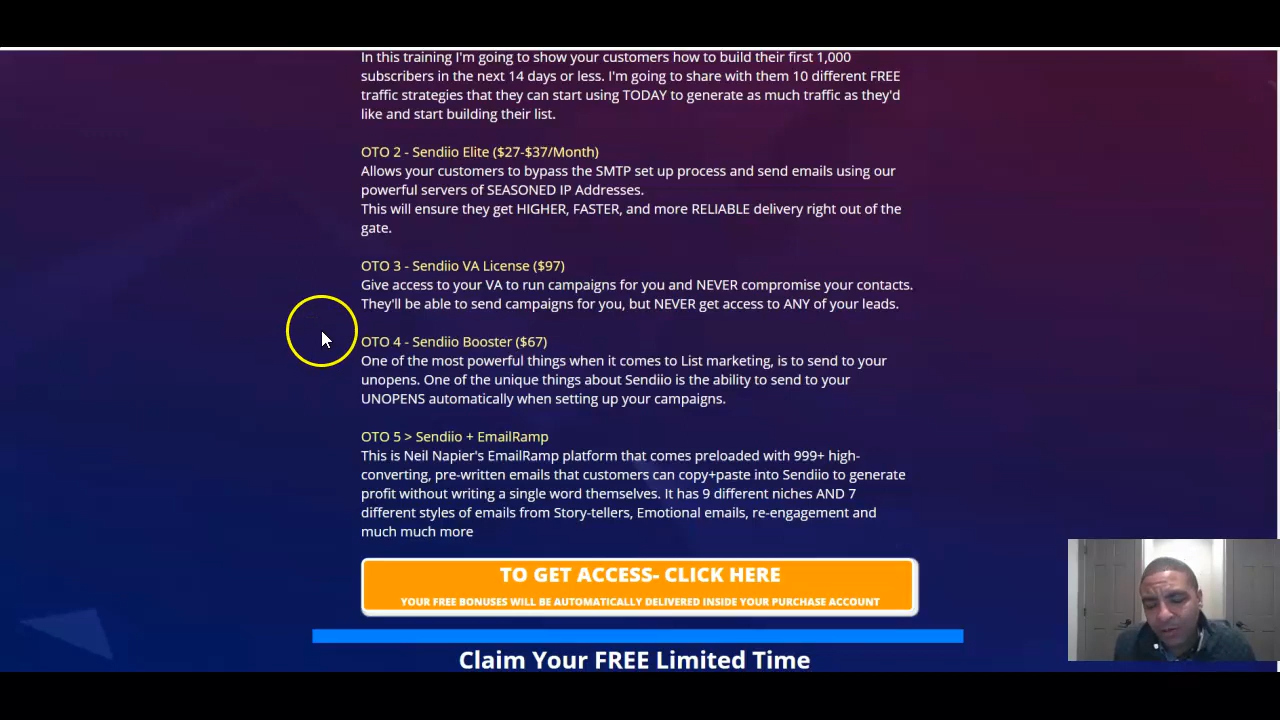 In this training I'm going to show your customers how to build their first 1,000
subscribers in the next 14 days or less. I'm going to share with them 10 different FREE
traffic strategies that they can start using TODAY to generate as much traffic as they'd
like and start building their list.
OTO 2 - Sendiio Elite ($27-$37/Month)
Allows your customers to bypass the SMTP set up process and send emails using our
powerful servers of SEASONED IP Addresses.
This will ensure they get HIGHER, FASTER, and more RELIABLE delivery right out of the
gate.
OTO 3 - Sendiio VA License ($97)
Give access to your VA to run campaigns for you and NEVER compromise your contacts.
They'll be able to send campaigns for you, but NEVER get access to ANY of your leads.
OTO 4 - Sendiio Booster ($67)
One of the most powerful things when it comes to List marketing, is to send to your
unopens. One of the unique things about Sendiio is the ability to send to your
UNOPENS automatically when setting up your campaigns.
OTO 5 > Sendiio + EmailRamp
This is Neil Napier's EmailRamp platform that comes preloaded with 999+ high-
converting, pre-written emails that customers can copy+paste into Sendiio to generate
profit without writing a single word themselves. It has 9 different niches AND 7
different styles of emails from Story-tellers, Emotional emails, re-engagement and
much much more
TO GET ACCESS- CLICK HERE
YOUR FREE BONUSES WILL BE AUTOMATICALLY DELIVERED INSIDE YOUR PURCHASE ACCOUNT
Claim Your FREE Limited Time